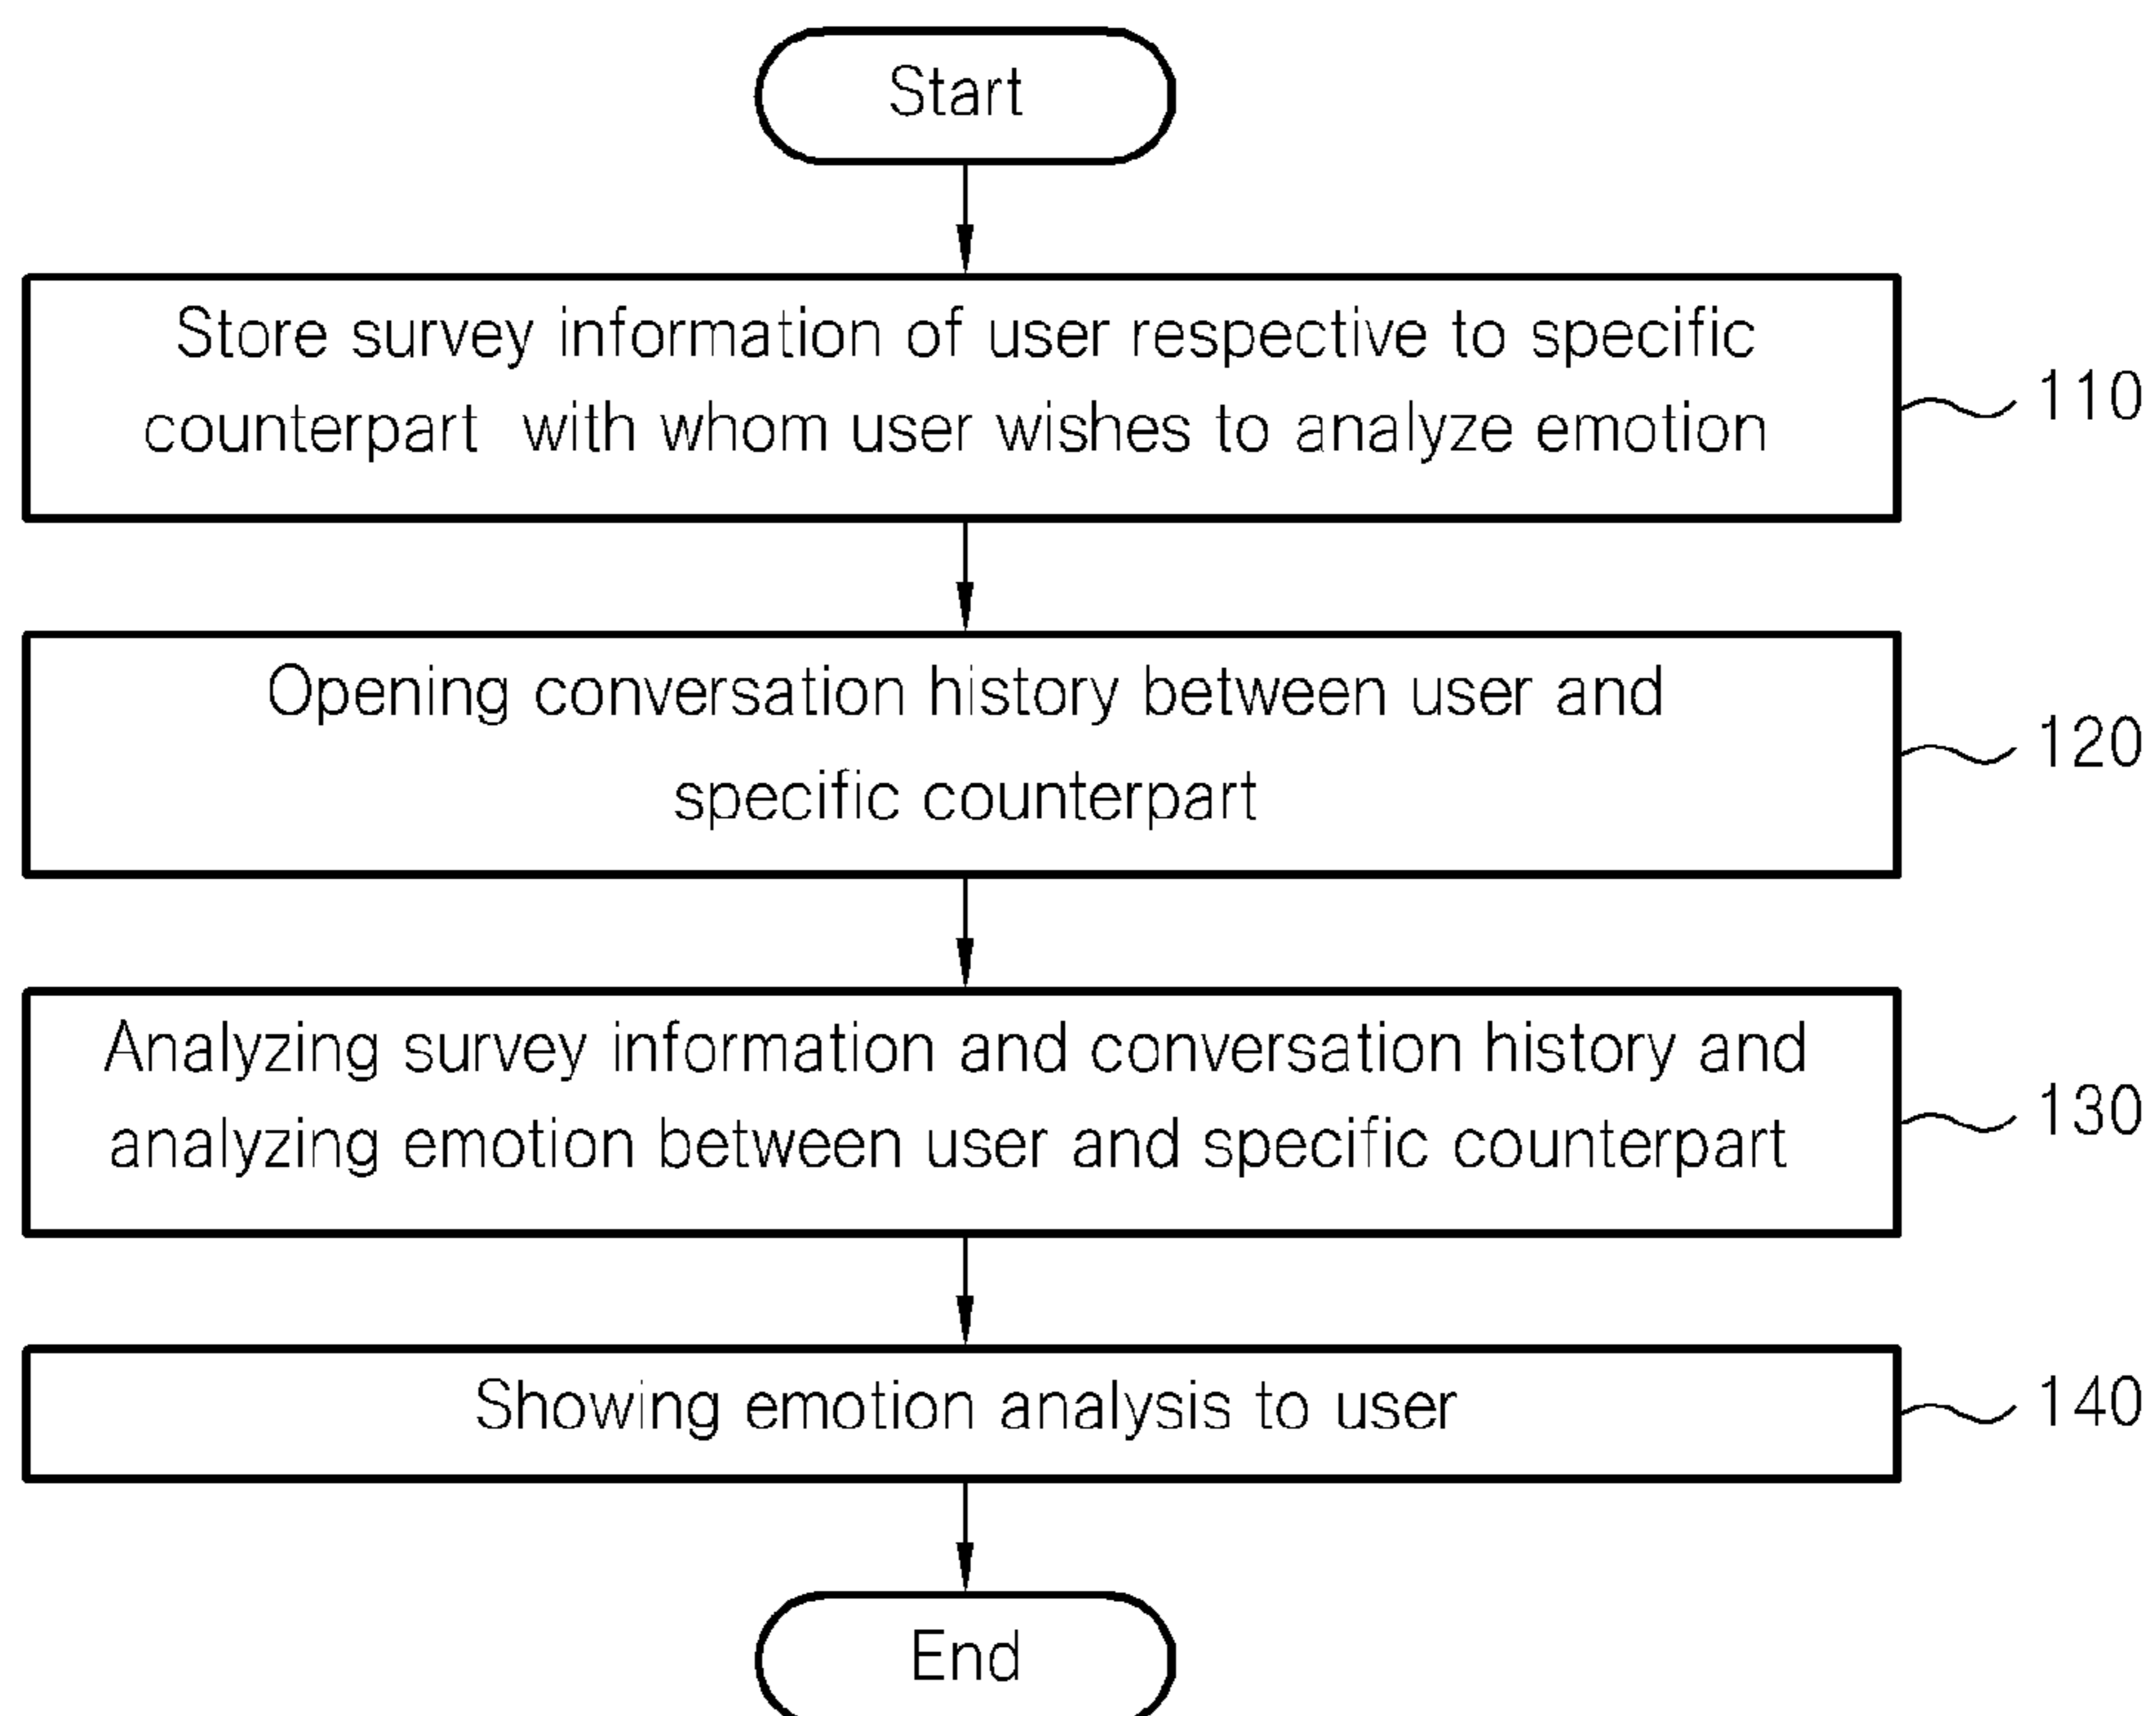 Start
Store survey information of user respective to specific
counterpart with whom user wishes to analyze emotion
110
Opening conversation history between user and
specific counterpart
120
Analyzing survey information and conversation history and
analyzing emotion between user and specific counterpart
130
Showing emotion analysis to user
140
End